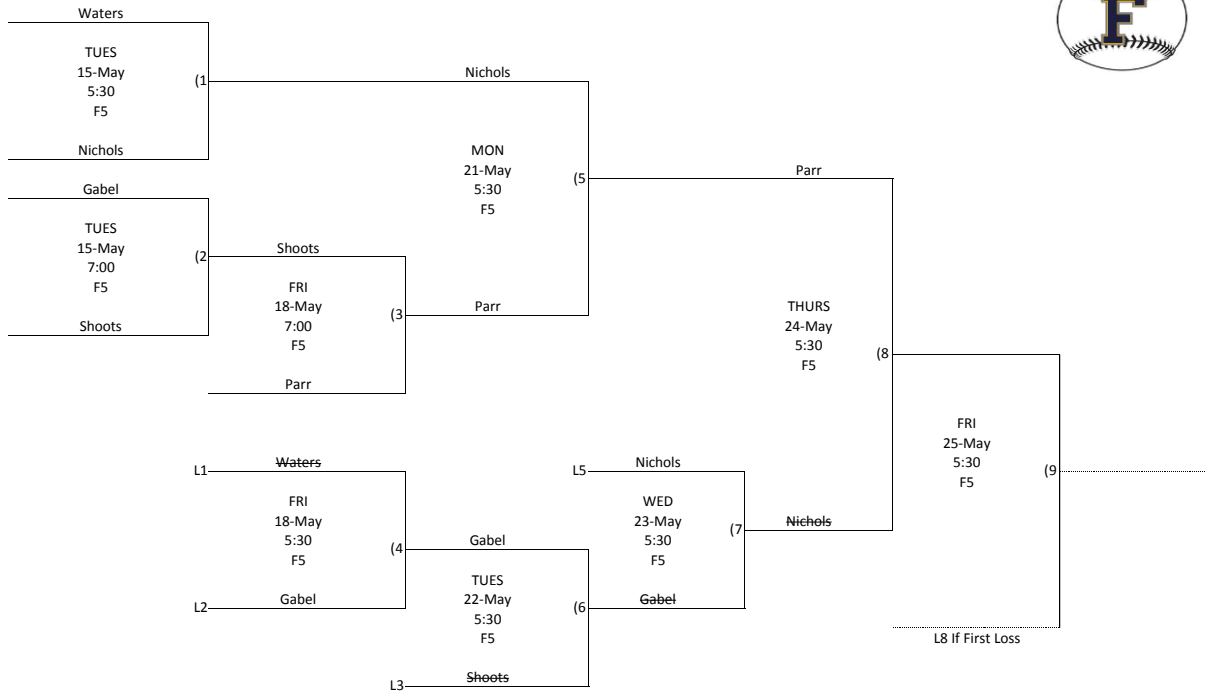 Waters
TUES
15-May
5:30
F5
(1
Nichols
Nichols
Gabel
TUES
15-May
7:00
F5
(2
Shoots
Shoots
FRI
18-May
7:00
F5
(3
Parr
Parr
MON
21-May
5:30
F5
(5
Parr
THURS
24-May
5:30
F5
(8
L1
Waters
FRI
18-May
5:30
F5
(4
L2
Gabel
Gabel
TUES
22-May
5:30
F5
(6
L3
Shoots
L5
Nichols
WED
23-May
5:30
F5
(7
Gabel
Nichols
FRI
25-May
5:30
F5
(9
L8 If First Loss
F